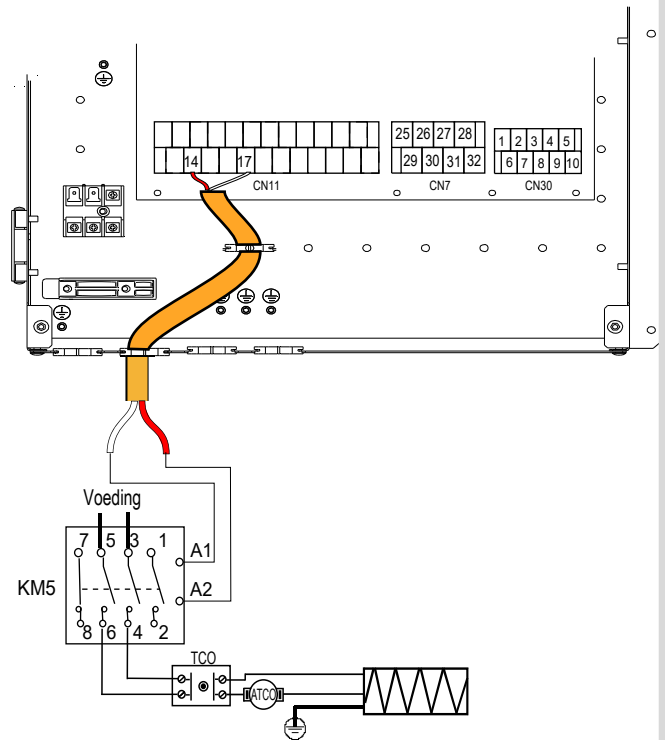 25 26 27 28
1 2 3 4 5
14 17
29 30 31 32
6 7 8 9 10
CN11
CN7
CN30
Voeding
7 5 3 1
A1
KM5
A2
8 6 4 2
TCO
ATCO